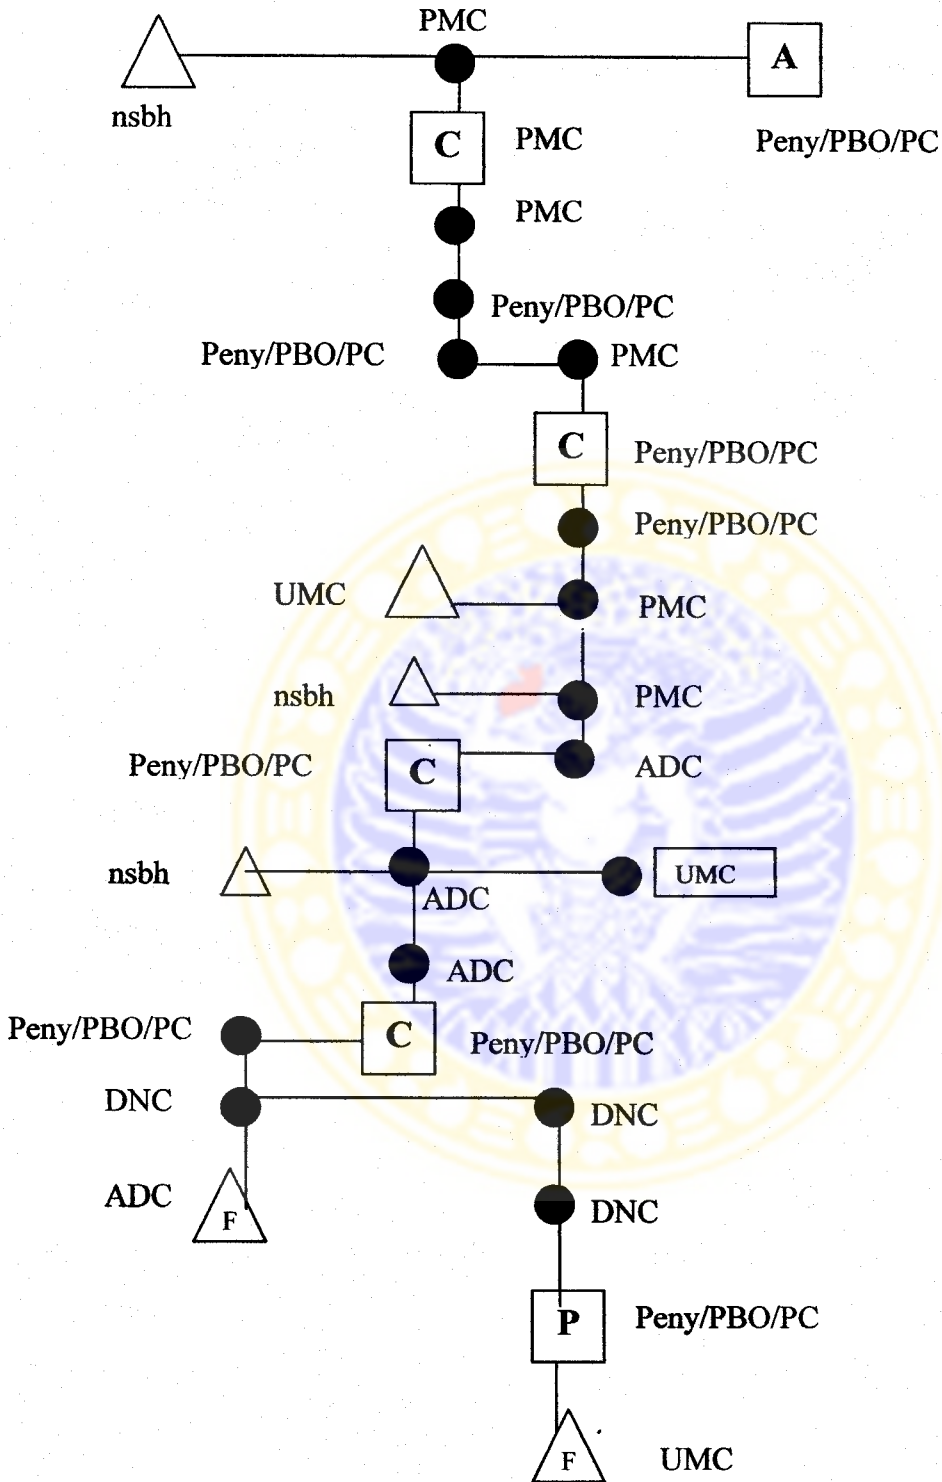 PMC
A
nsbh
Peny/PBO/PC
C PMC
PMC
Peny/PBO/PC
Peny/PBO/PC PMC
C Peny/PBO/PC
Peny/PBO/PC
UMC PMC
nsbh PMC
Peny/PBO/PC C ADC
nsbh UMC
ADC
ADC
Peny/PBO/PC C Peny/PBO/PC
DNC DNC
ADC F DNC
P Peny/PBO/PC
F UMC